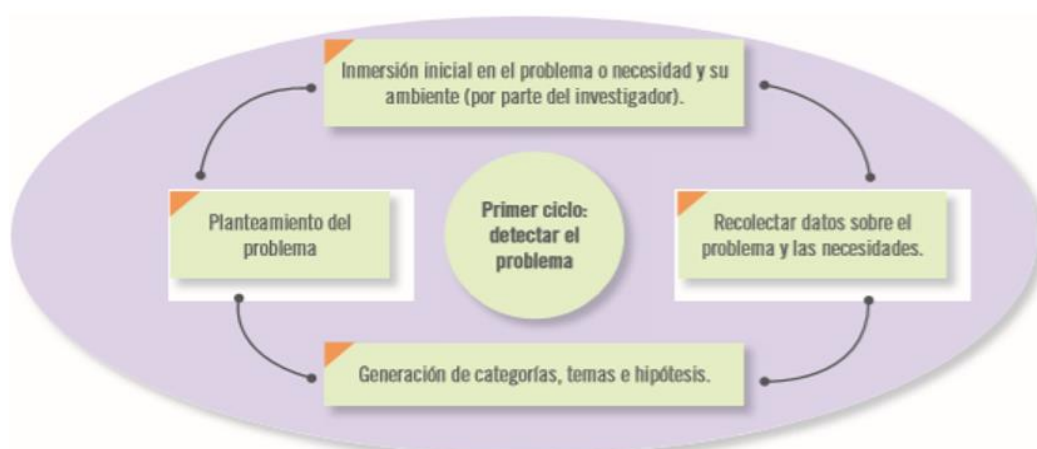 Inmersión inicial en el problema o necesidad y su
ambiente (por parte del investigador).
Planteamiento del
problema
Primer ciclo:
detectar el
problema
Recolectar datos sobre el
problema y las necesidades.
Generación de categorías, temas e hipótesis.